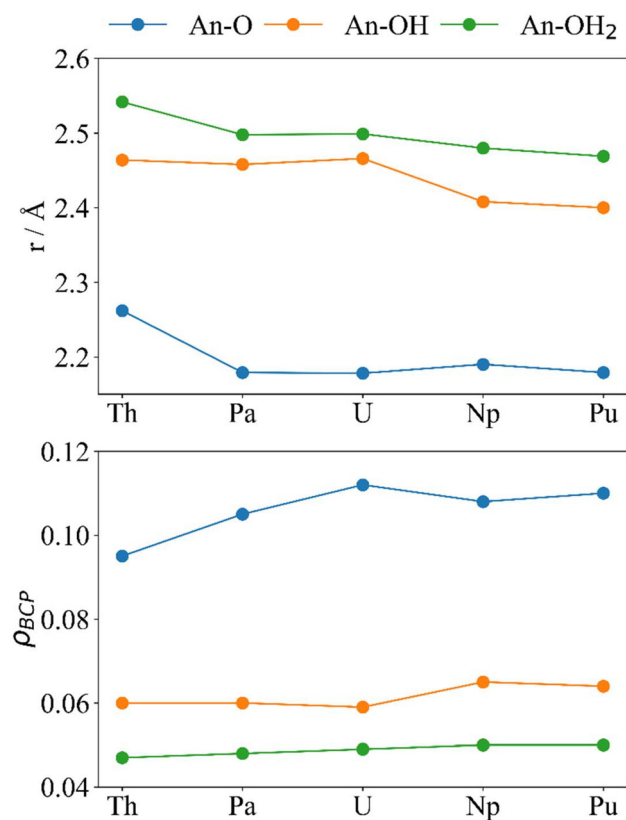 An-O An-OH An-OH₂
2.6
2.5
2.4
2.3
2.2
r / Å
Th Pa U Np Pu
0.12
0.10
0.08
0.06
0.04
ρBCP
Th Pa U Np Pu